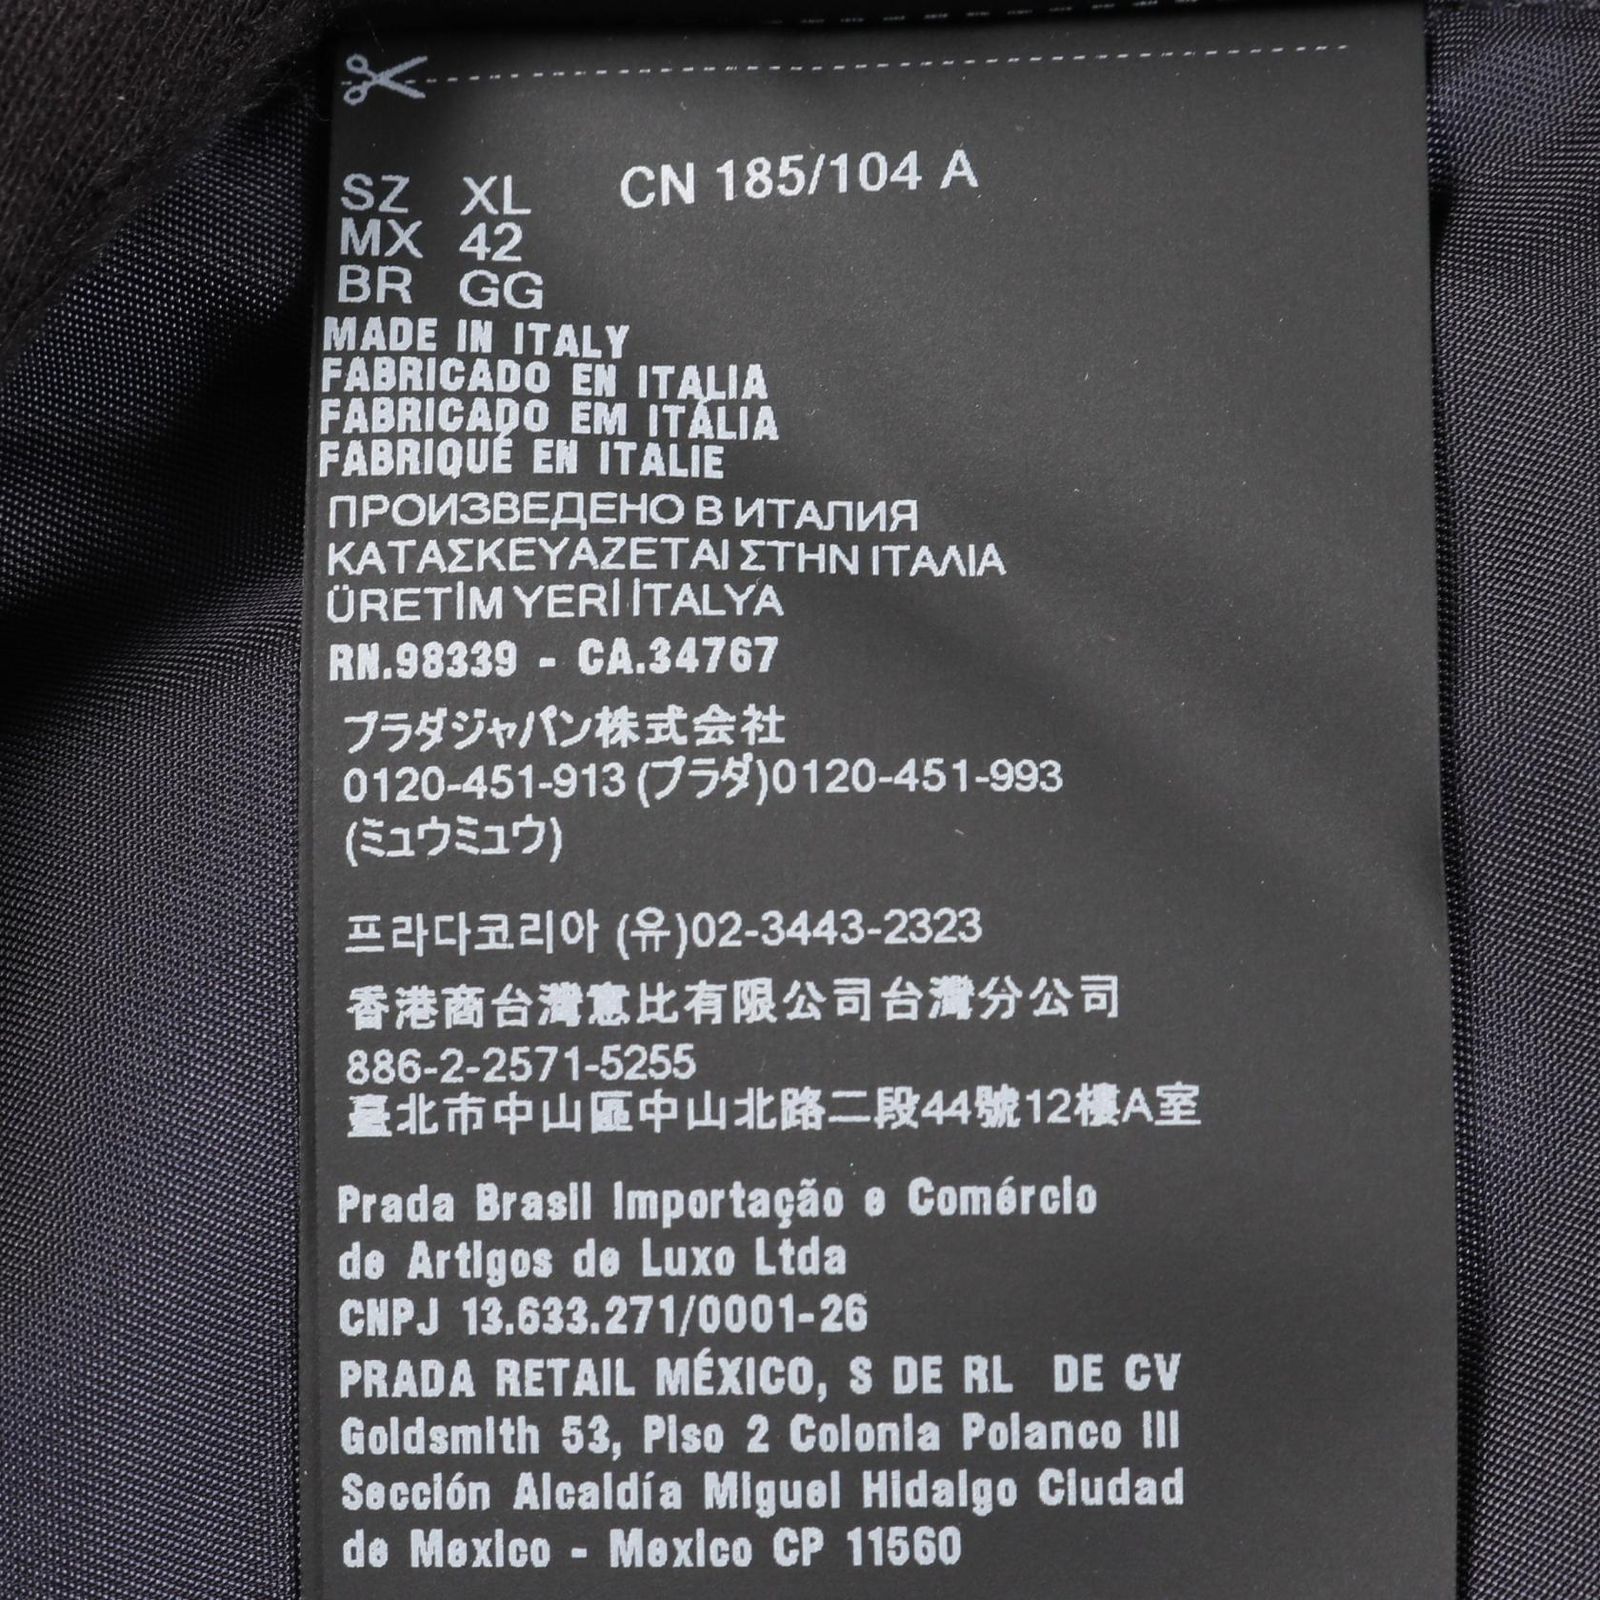 SZ XL CN 185/104 A
MX 42
BR GG
MADE IN ITALY
FABRICADO EN ITALIA
FABRICADO EM ITÁLIA
FABRIQUÉ EN ITALIE
ПРОИЗВЕДЕНО В ИТАЛИЯ
ΚΑΤΑΣΚΕΥΑΖΕΤΑΙ ΣΤΗΝ ΙΤΑΛΙΑ
ÜRETİM YERİ İTALYA
RN.98339 - CA.34767
プラダジャパン株式会社
0120-451-913 (プラダ)0120-451-993
(ミュウミュウ)
프라다코리아 (유)02-3443-2323
香港商台灣意比有限公司台灣分公司
886-2-2571-5255
臺北市中山區中山北路二段44號12樓A室
Prada Brasil Importação e Comércio
de Artigos de Luxo Ltda
CNPJ 13.633.271/0001-26
PRADA RETAIL MÉXICO, S DE RL DE CV
Goldsmith 53, Piso 2 Colonia Polanco III
Sección Alcaldía Miguel Hidalgo Ciudad
de Mexico - Mexico CP 11560